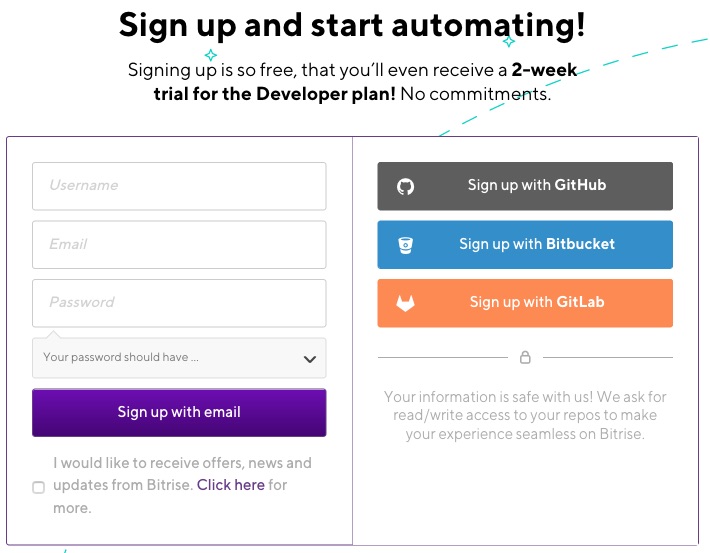 Sign up and start automating!
Signing up is so free, that you’ll even receive a 2-week
trial for the Developer plan! No commitments.
Username
Email
Password
Your password should have ...
Sign up with email
I would like to receive offers, news and
updates from Bitrise. Click here for
more.
Sign up with GitHub
Sign up with Bitbucket
Sign up with GitLab
Your information is safe with us! We ask for
read/write access to your repos to make
your experience seamless on Bitrise.